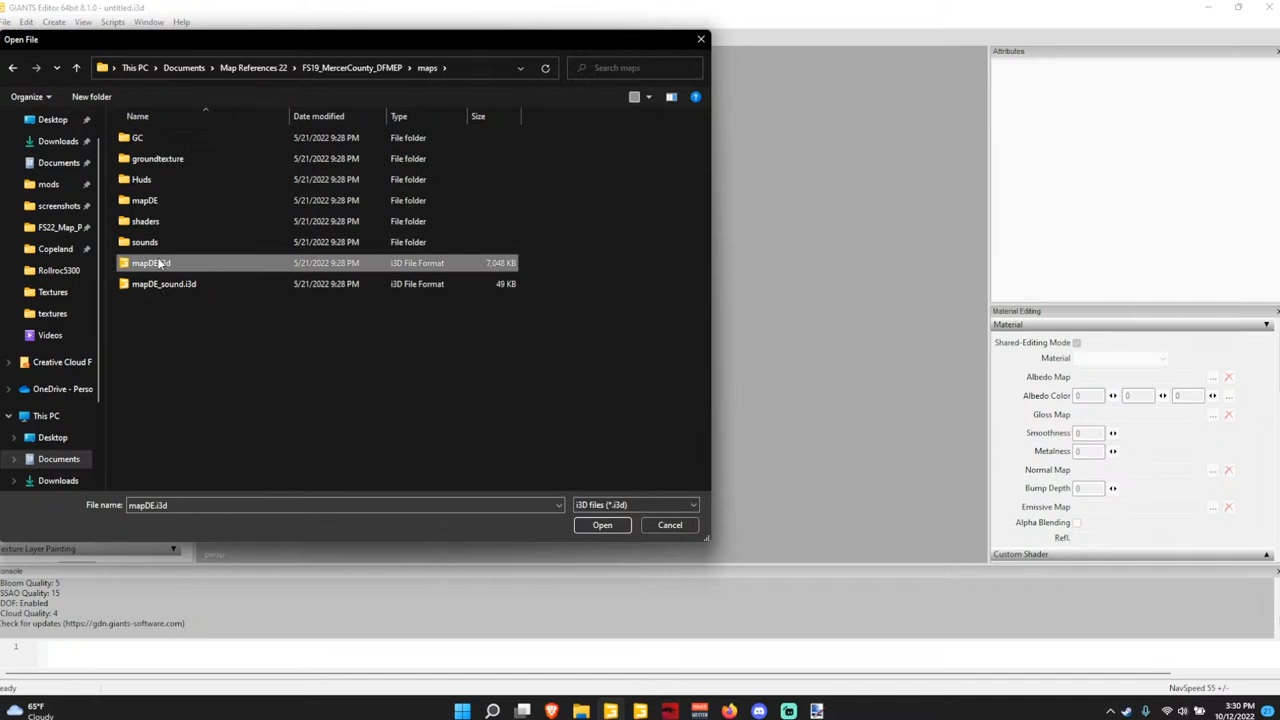 GIANTS Editor 64bit 8.1.0 - untitled.i3d
File Edit Create View Scripts Window Help
Open File
This PC > Documents > Map References 22 > FS19_MercerCounty_DFMEP > maps >
Search maps
Organize New folder
Name Date modified Type Size
Desktop
Downloads
Documents
mods
screenshots
FS22_Map_P
Copeland
Rollroc5300
Textures
textures
Videos
Creative Cloud F
OneDrive - Perso
This PC
Desktop
Documents
Downloads
GC 5/21/2022 9:28 PM File folder
groundtexture 5/21/2022 9:28 PM File folder
Huds 5/21/2022 9:28 PM File folder
mapDE 5/21/2022 9:28 PM File folder
shaders 5/21/2022 9:28 PM File folder
sounds 5/21/2022 9:28 PM File folder
mapDE.i3d 5/21/2022 9:28 PM i3D File Format 7,048 KB
mapDE_sound.i3d 5/21/2022 9:28 PM i3D File Format 49 KB
File name: mapDE.i3d i3D files (*.i3d)
Open Cancel
Attributes
Material Editing
Material
Shared-Editing Mode
Material
Albedo Map ...
Albedo Color 0 0 0 ...
Gloss Map ...
Smoothness 0
Metalness 0
Normal Map ...
Bump Depth 0
Emissive Map ...
Alpha Blending
Refl.
Custom Shader
exture Layer Painting
persp
onsole
Bloom Quality: 5
SSAO Quality: 15
DOF: Enabled
Cloud Quality: 4
Check for updates (https://gdn.giants-software.com)
1
eady
NavSpeed 55 +/-
65°F
Cloudy
3:30 PM
10/12/2022